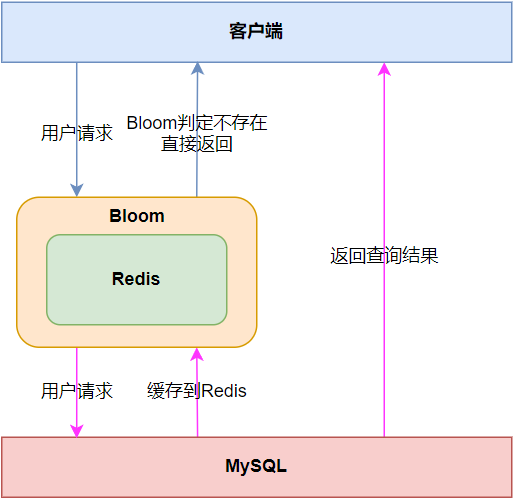 客户端
用户请求
Bloom判定不存在
直接返回
Bloom
Redis
返回查询结果
用户请求
缓存到Redis
MySQL